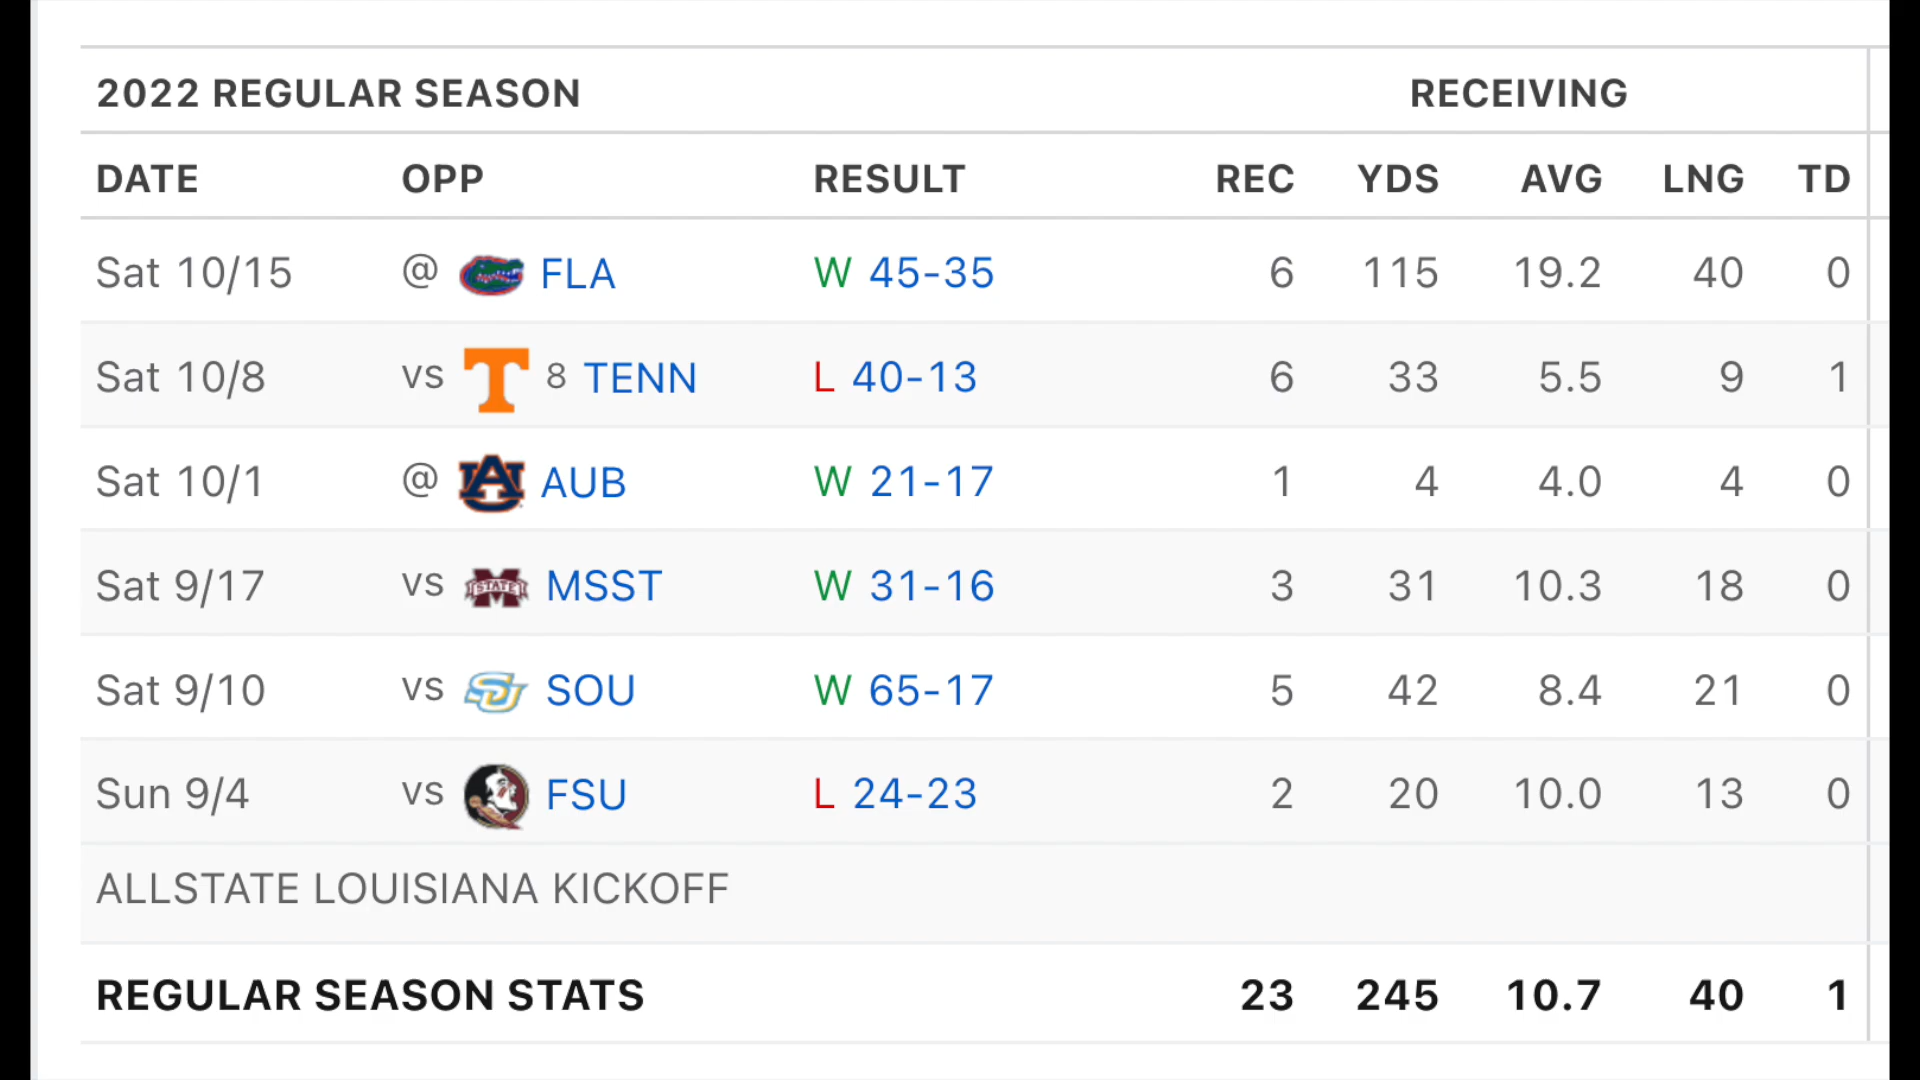 2022 REGULAR SEASON RECEIVING
DATE OPP RESULT REC YDS AVG LNG TD
Sat 10/15 @ FLA W 45-35 6 115 19.2 40 0
Sat 10/8 vs 8 TENN L 40-13 6 33 5.5 9 1
Sat 10/1 @ AUB W 21-17 1 4 4.0 4 0
Sat 9/17 vs STATE MSST W 31-16 3 31 10.3 18 0
Sat 9/10 vs SOU W 65-17 5 42 8.4 21 0
Sun 9/4 vs FSU L 24-23 2 20 10.0 13 0
ALLSTATE LOUISIANA KICKOFF
REGULAR SEASON STATS 23 245 10.7 40 1